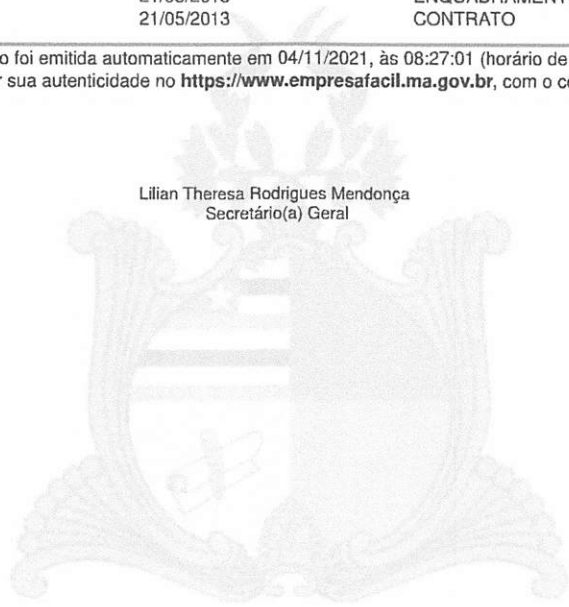 21/05/2013 CONTRATO
o foi emitida automaticamente em 04/11/2021, às 08:27:01 (horário de
r sua autenticidade no https://www.empresafacil.ma.gov.br, com o c
Lilian Theresa Rodrigues Mendonça
Secretário(a) Geral